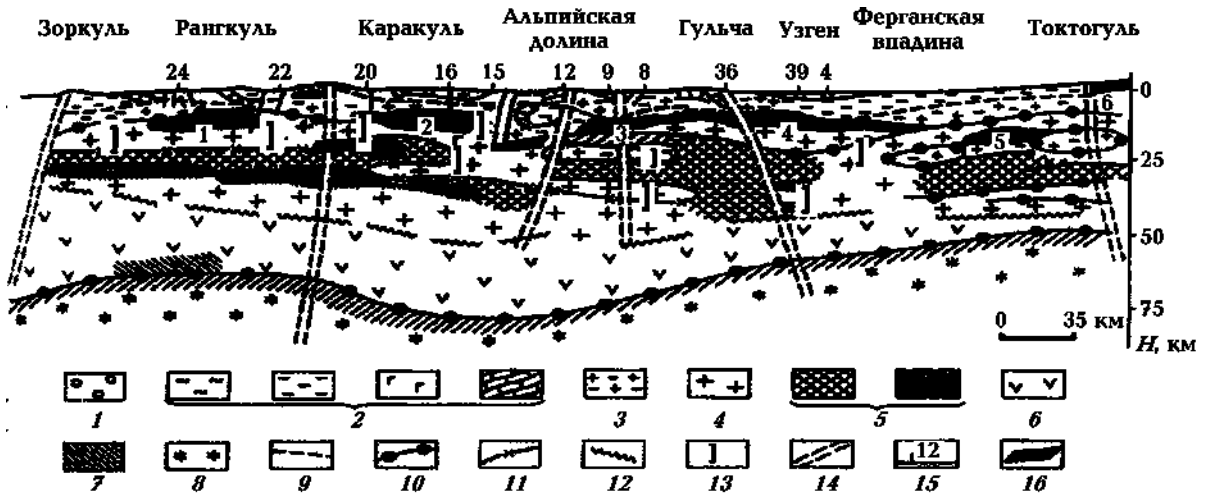 Зоркуль Рангкуль Каракуль Альпийская долина Гульча Узген Ферганская впадина Токтогуль
24 22 20 16 15 12 9 8 36 39 4
0
6
1 2 3 4 5
25
50
75
0 35 км
H, км
1 2 3 4 5 6
12
7 8 9 10 11 12 13 14 15 16